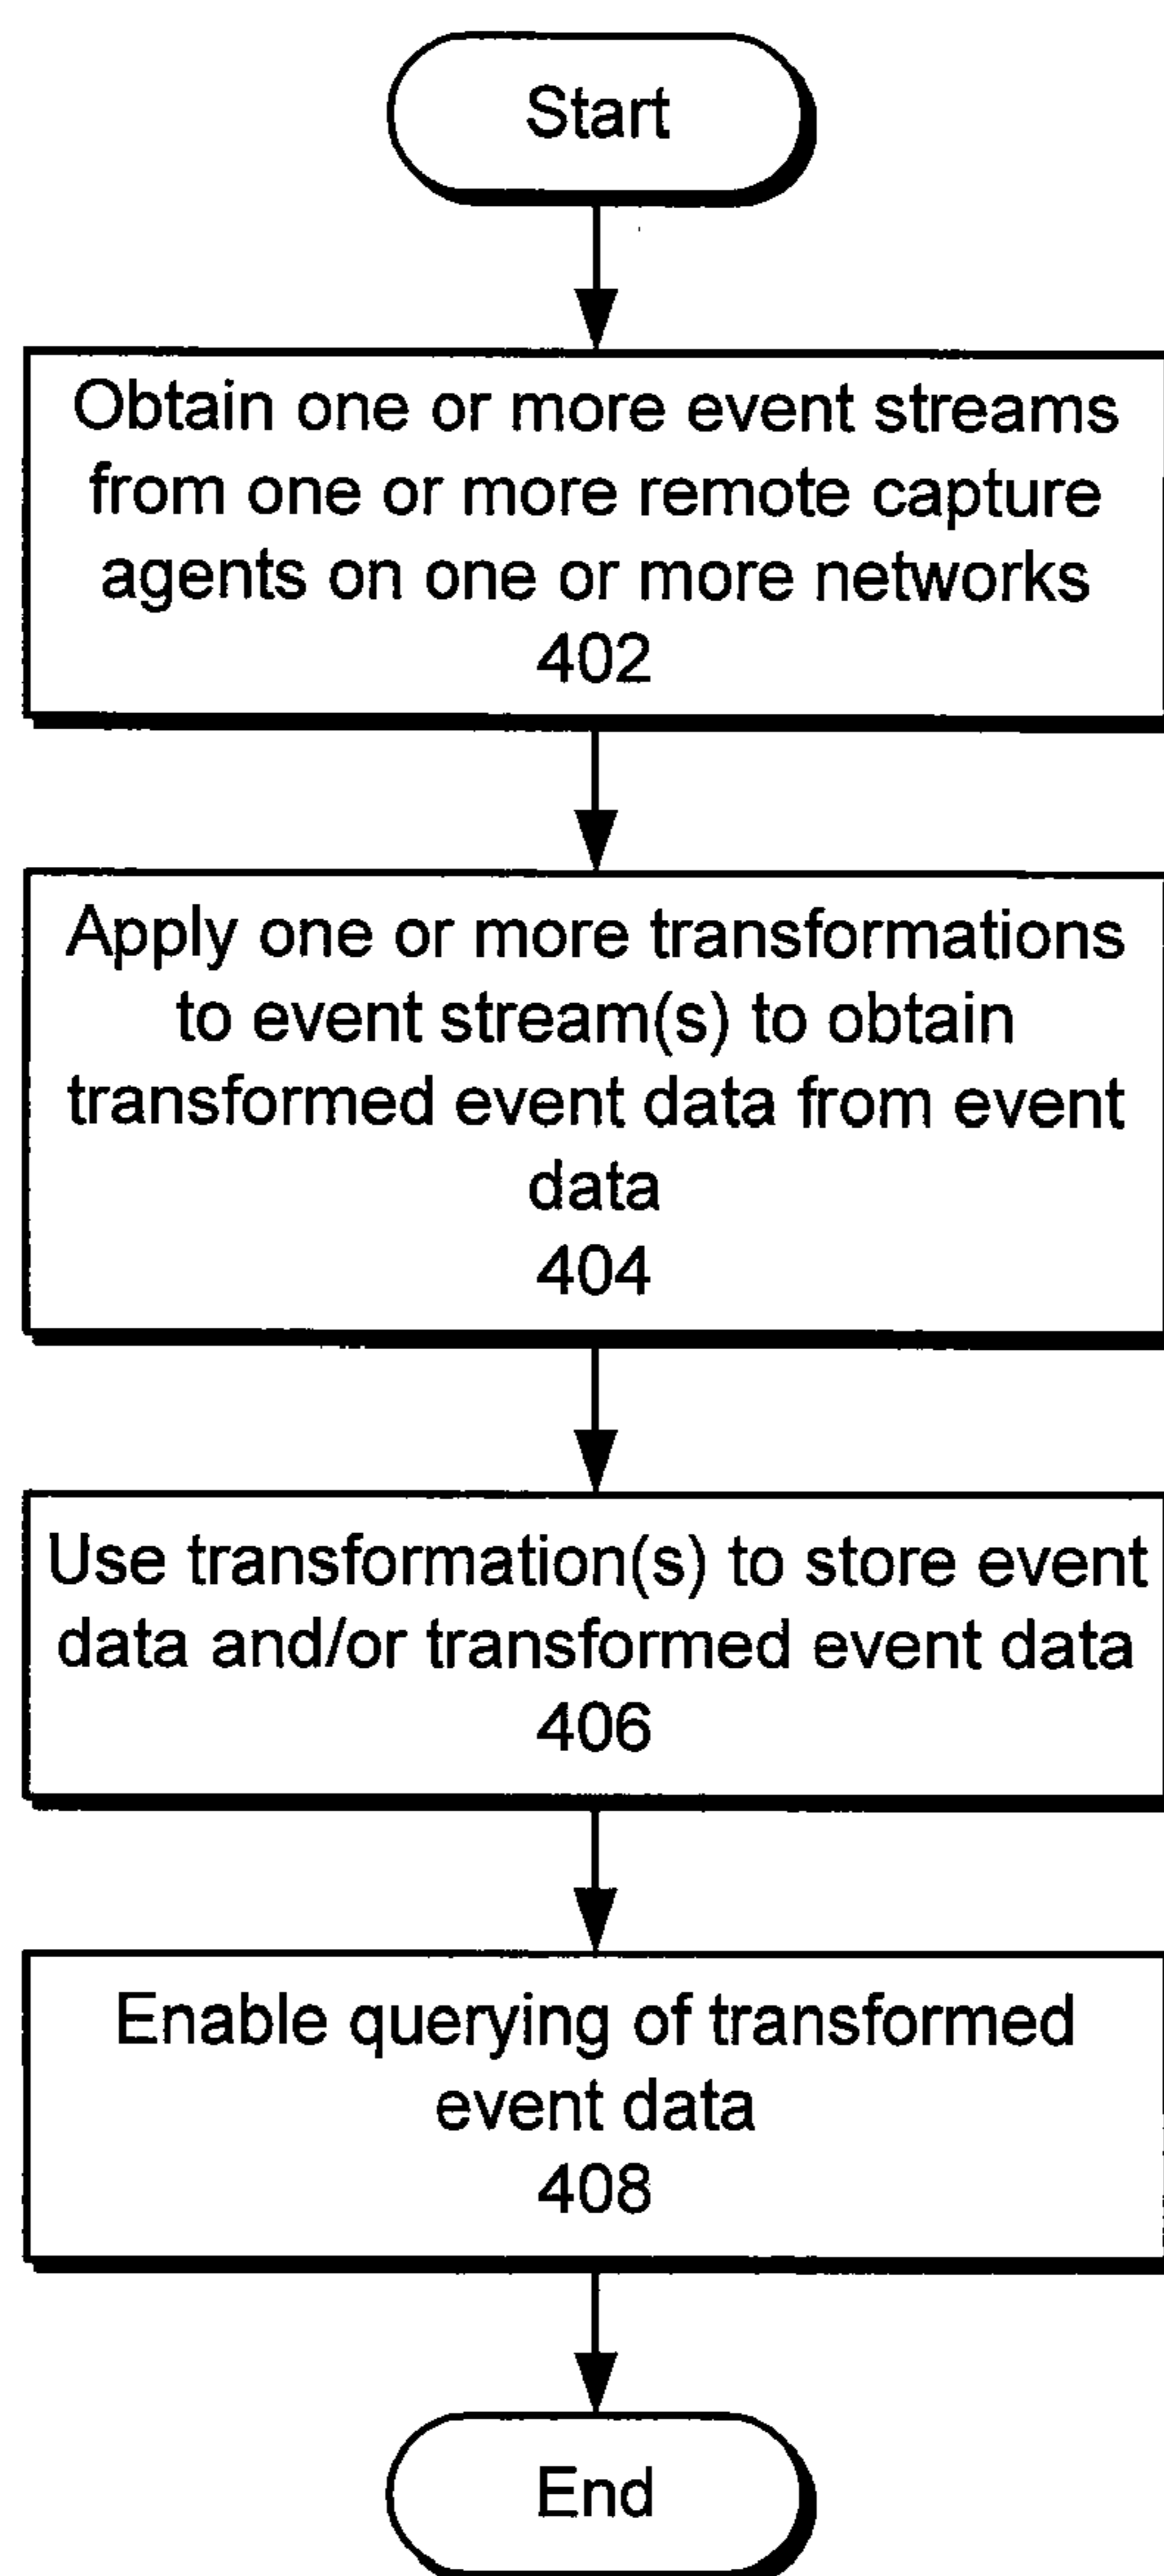 Start
Obtain one or more event streams
from one or more remote capture
agents on one or more networks
402
Apply one or more transformations
to event stream(s) to obtain
transformed event data from event
data
404
Use transformation(s) to store event
data and/or transformed event data
406
Enable querying of transformed
event data
408
End